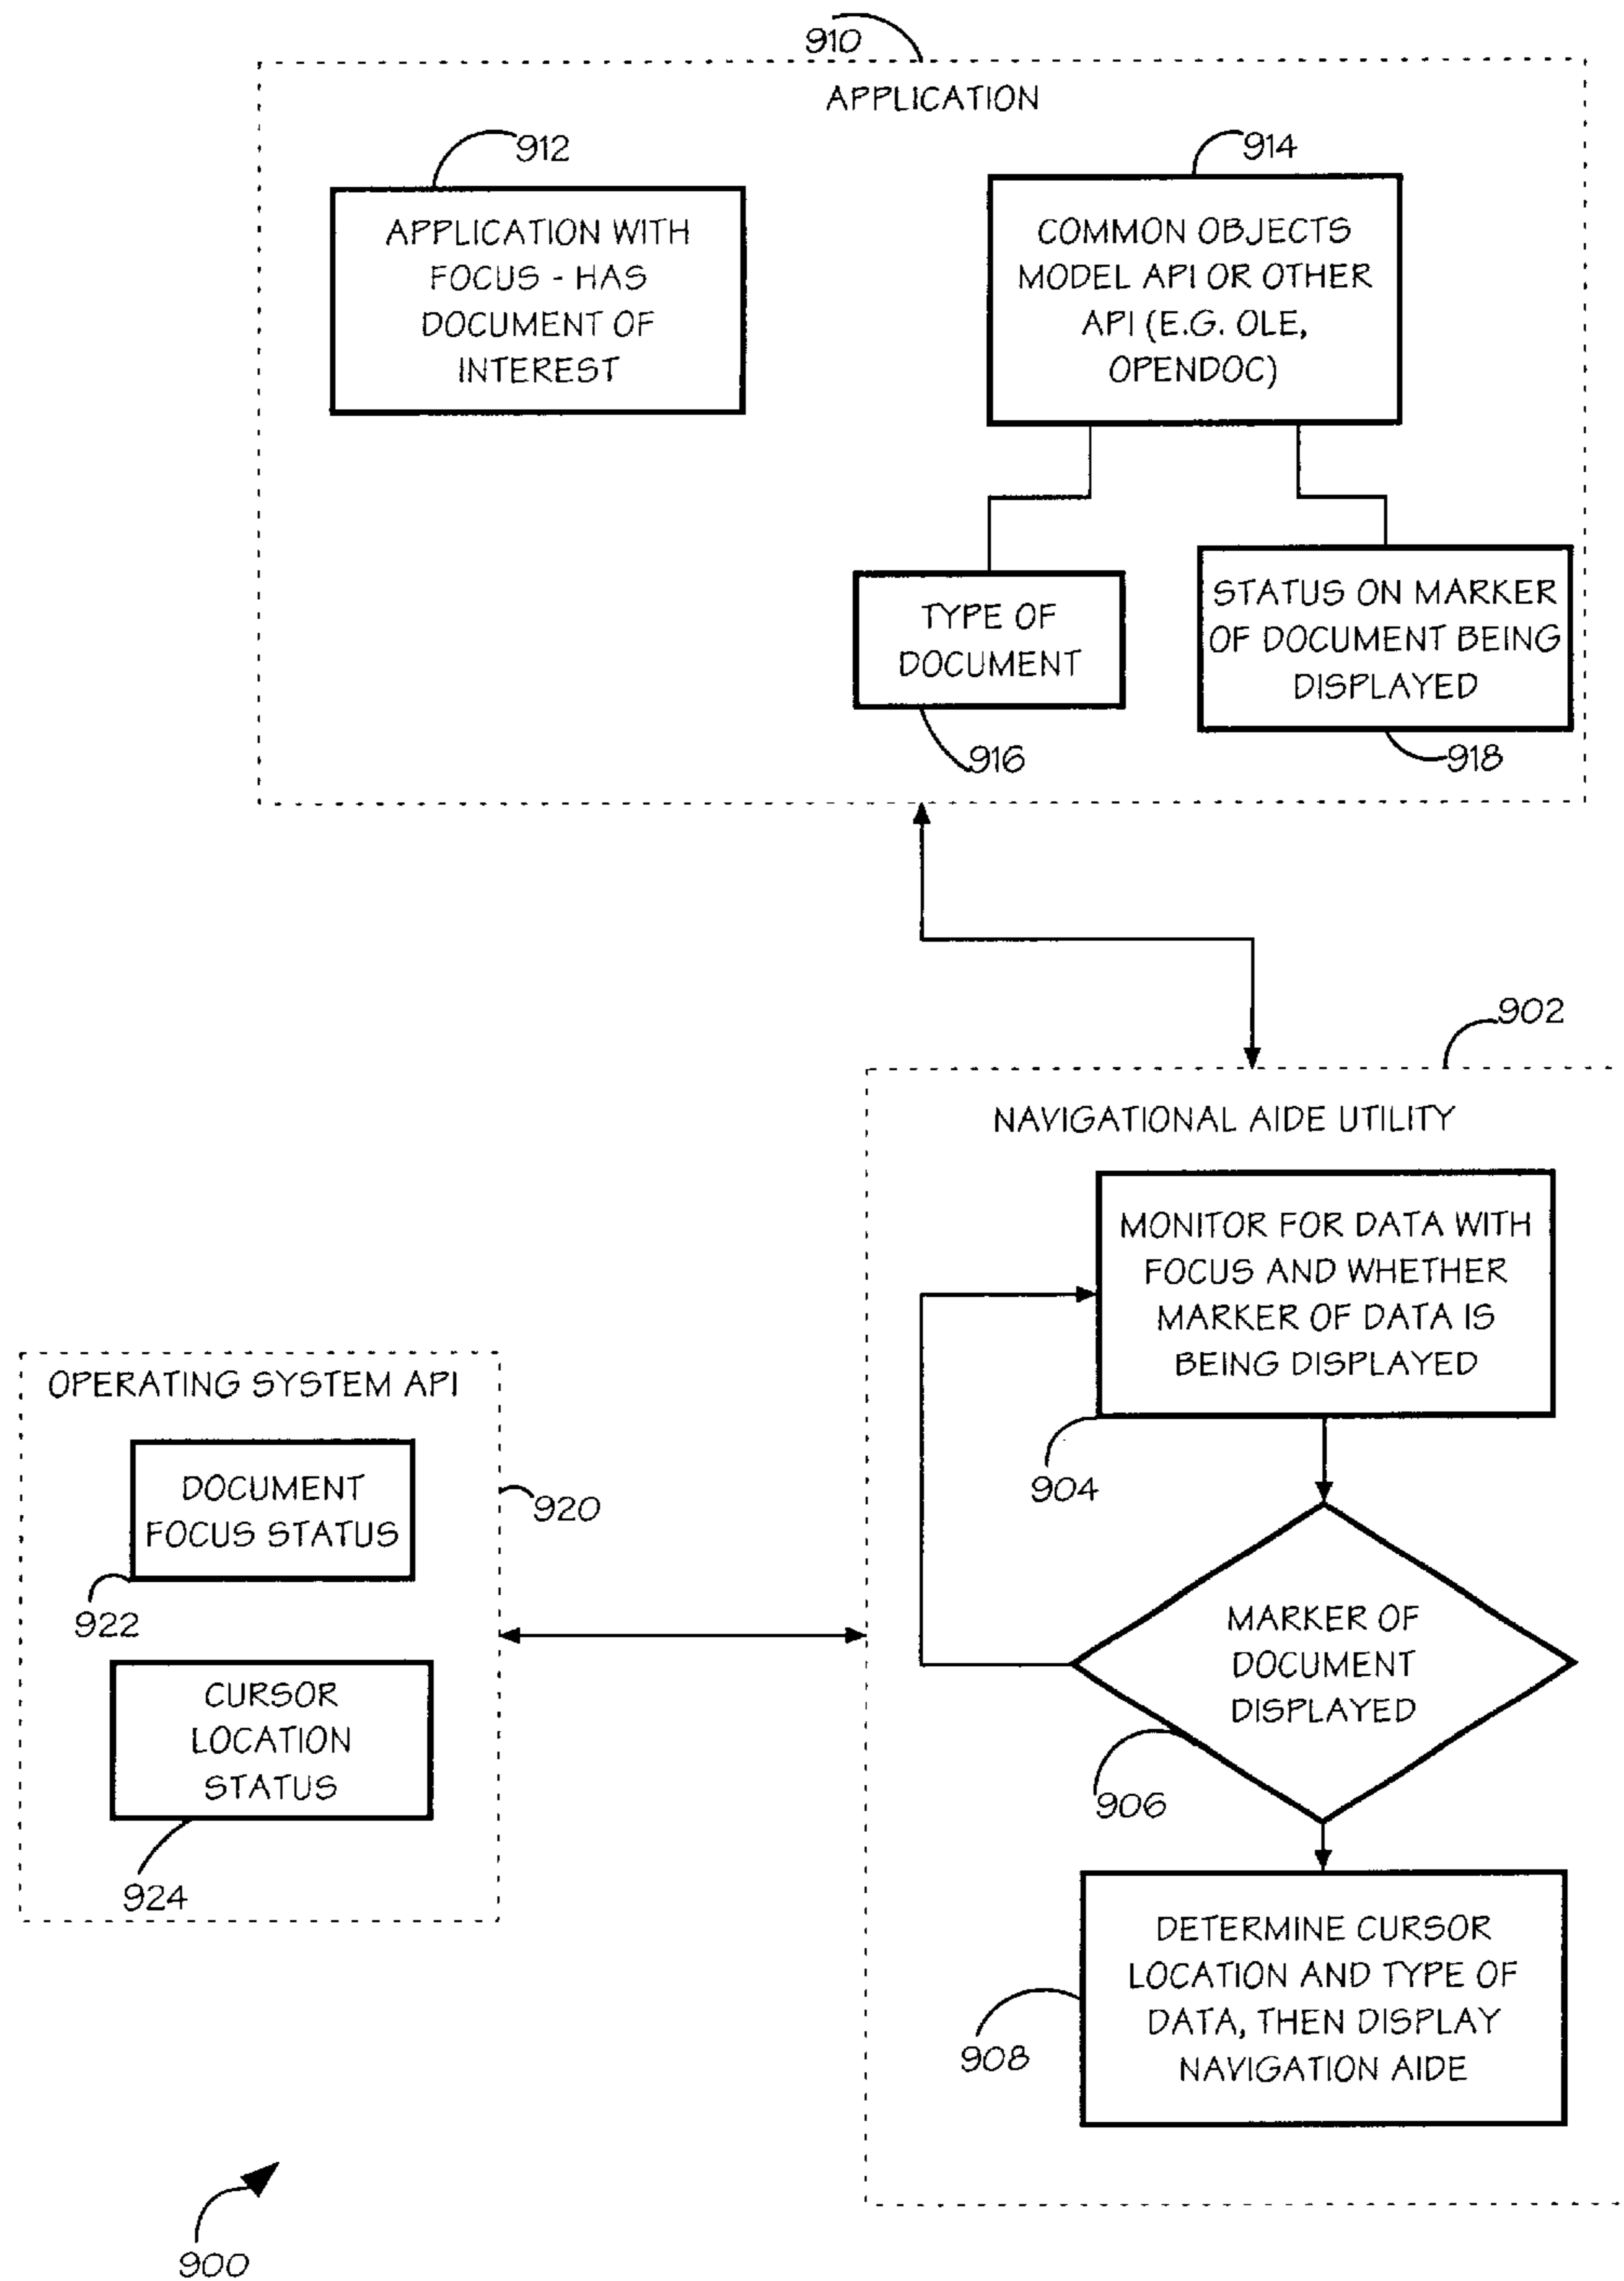 910
APPLICATION
912
APPLICATION WITH
FOCUS - HAS
DOCUMENT OF
INTEREST
914
COMMON OBJECTS
MODEL API OR OTHER
API (E.G. OLE,
OPENDOC)
TYPE OF
DOCUMENT
916
STATUS ON MARKER
OF DOCUMENT BEING
DISPLAYED
918
902
NAVIGATIONAL AIDE UTILITY
MONITOR FOR DATA WITH
FOCUS AND WHETHER
MARKER OF DATA IS
BEING DISPLAYED
904
MARKER OF
DOCUMENT
DISPLAYED
906
DETERMINE CURSOR
LOCATION AND TYPE OF
DATA, THEN DISPLAY
NAVIGATION AIDE
908
OPERATING SYSTEM API
DOCUMENT
FOCUS STATUS
920
922
CURSOR
LOCATION
STATUS
924
900